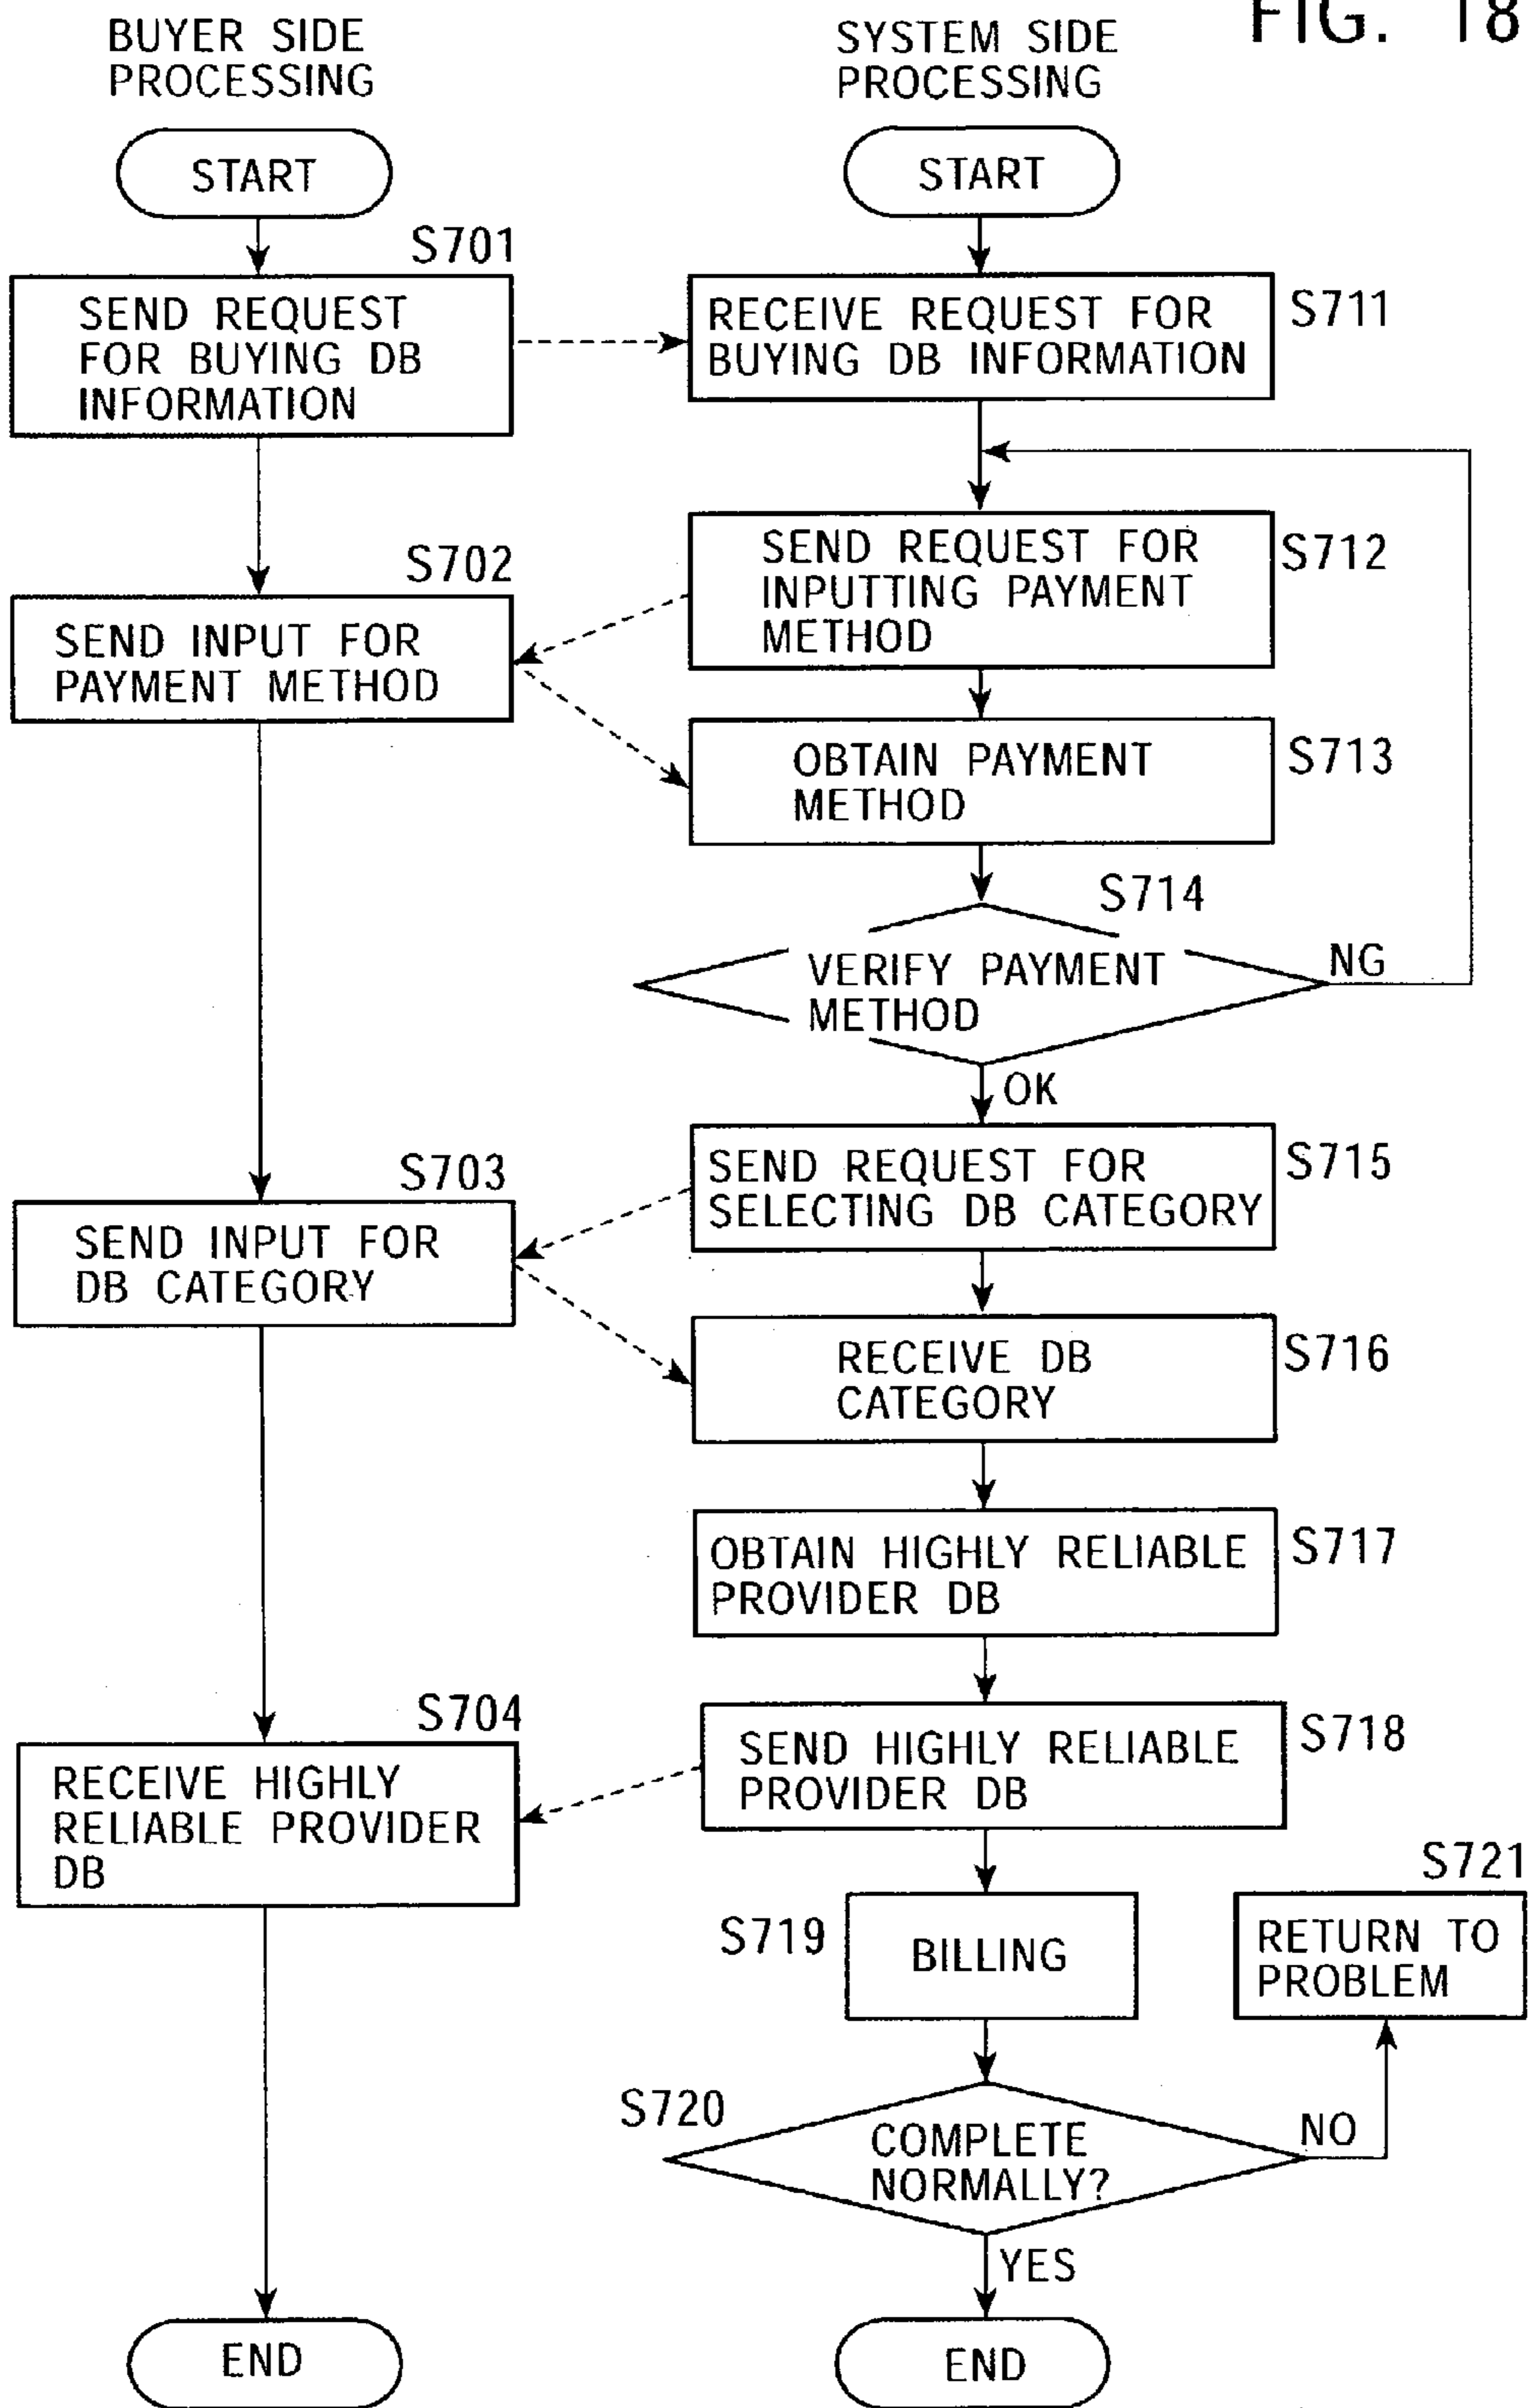 FIG. 18
BUYER SIDE
PROCESSING
SYSTEM SIDE
PROCESSING
START
START
S701
SEND REQUEST
FOR BUYING DB
INFORMATION
RECEIVE REQUEST FOR
BUYING DB INFORMATION
S711
S702
SEND INPUT FOR
PAYMENT METHOD
SEND REQUEST FOR
INPUTTING PAYMENT
METHOD
S712
OBTAIN PAYMENT
METHOD
S713
S714
VERIFY PAYMENT
METHOD
NG
OK
S703
SEND INPUT FOR
DB CATEGORY
SEND REQUEST FOR
SELECTING DB CATEGORY
S715
RECEIVE DB
CATEGORY
S716
OBTAIN HIGHLY RELIABLE
PROVIDER DB
S717
S704
RECEIVE HIGHLY
RELIABLE PROVIDER
DB
SEND HIGHLY RELIABLE
PROVIDER DB
S718
S719
BILLING
S721
RETURN TO
PROBLEM
S720
COMPLETE
NORMALLY?
NO
YES
END
END